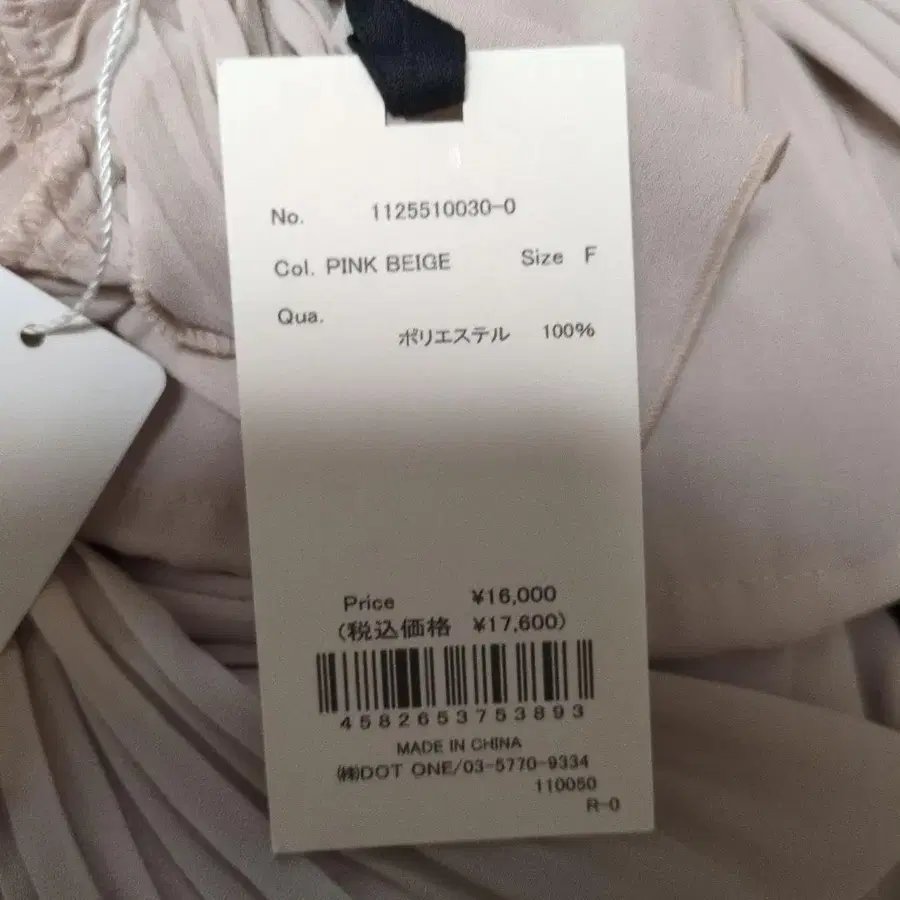 No. 1125510030-0
Col. PINK BEIGE Size F
Qua.
ポリエステル 100%
Price ¥16,000
(税込価格 ¥17,600)
4582653753893
MADE IN CHINA
㈱DOT ONE/03-5770-9334
110050
R-0